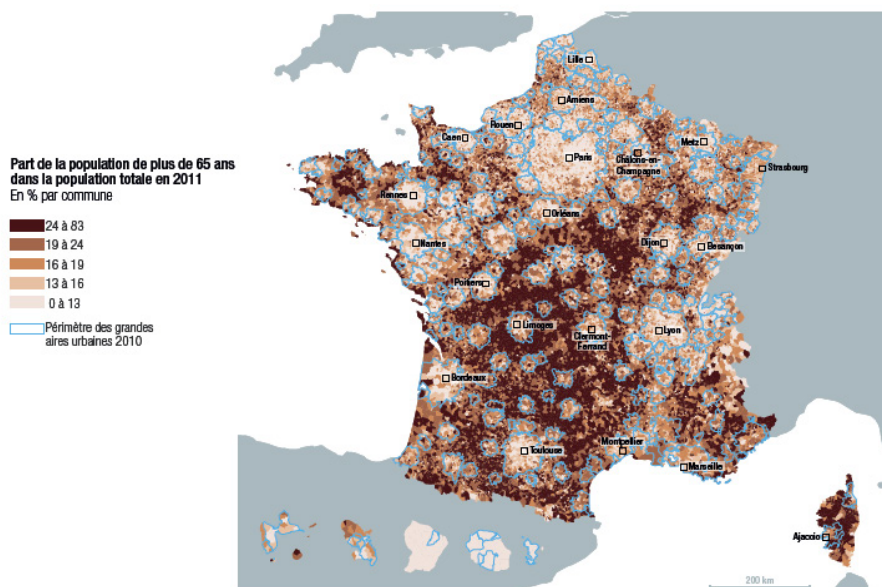 Part de la population de plus de 65 ans
dans la population totale en 2011
En % par commune
24 à 83
19 à 24
16 à 19
13 à 16
0 à 13
Périmètre des grandes
aires urbaines 2010
Lille
Amiens
Rouen
Caen
Paris
Metz
Châlons-en-
Champagne
Strasbourg
Rennes
Orléans
Nantes
Dijon
Besançon
Poitiers
Limoges
Clermont-
Ferrand
Lyon
Bordeaux
Toulouse
Montpellier
Marseille
Ajaccio
200 km